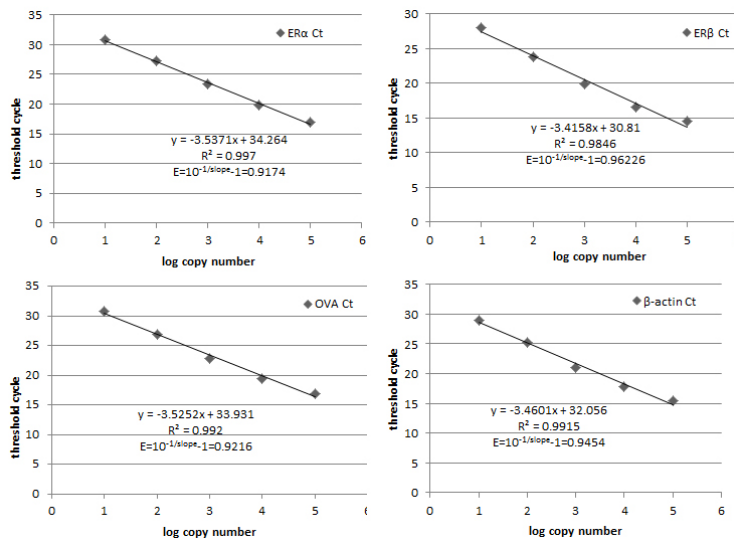 35
30
25
20
15
10
5
0
threshold cycle
ERα Ct
y = -3.5371x + 34.264
R² = 0.997
E=10^-1/slope-1=0.9174
0 1 2 3 4 5 6
log copy number
30
25
20
15
10
5
0
threshold cycle
ERβ Ct
y = -3.4158x + 30.81
R² = 0.9846
E=10^-1/slope-1=0.96226
0 1 2 3 4 5
log copy number
35
30
25
20
15
10
5
0
threshold cycle
OVA Ct
y = -3.5252x + 33.931
R² = 0.992
E=10^-1/slope-1=0.9216
0 1 2 3 4 5
log copy number
35
30
25
20
15
10
5
0
threshold cycle
β-actin Ct
y = -3.4601x + 32.056
R² = 0.9915
E=10^-1/slope-1=0.9454
0 1 2 3 4 5 6
log copy number